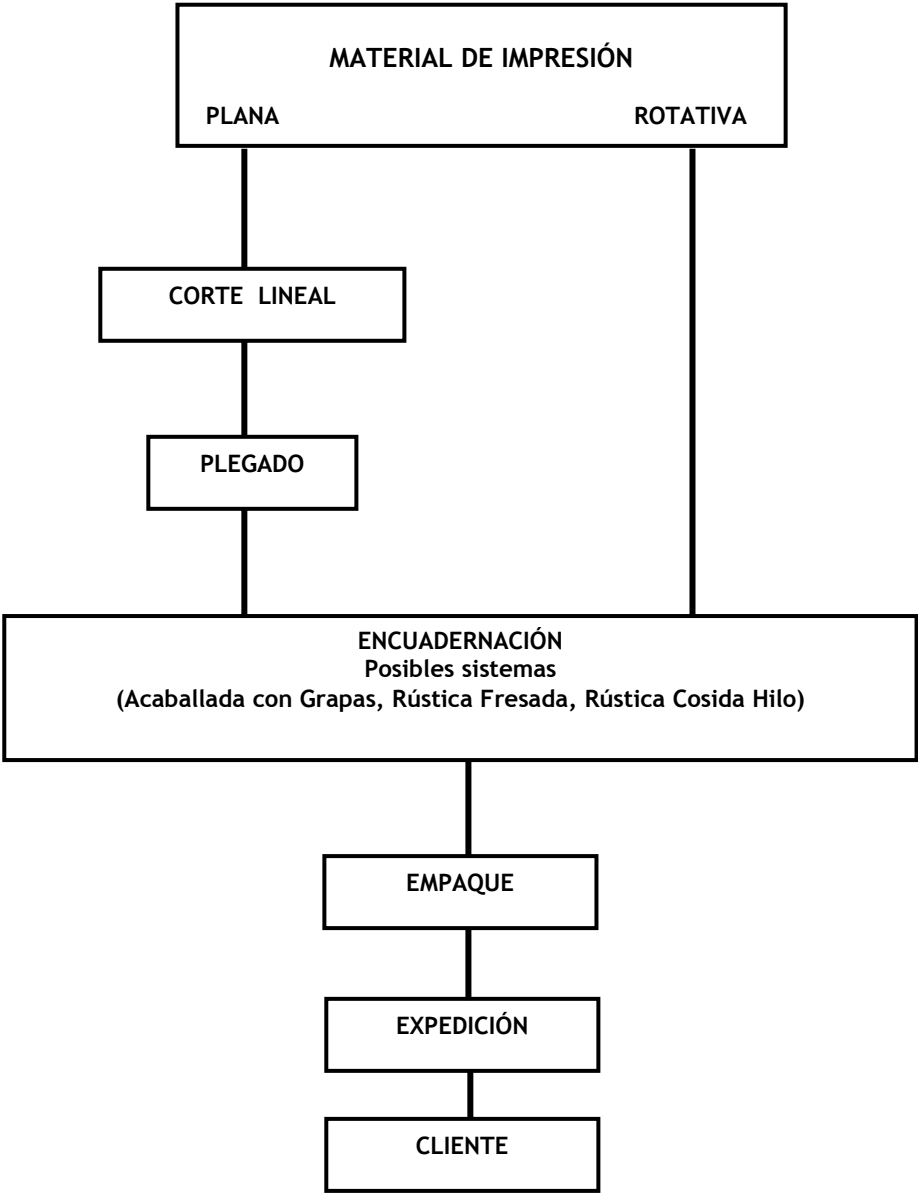 MATERIAL DE IMPRESIÓN
PLANA ROTATIVA
CORTE LINEAL
PLEGADO
ENCUADERNACIÓN
Posibles sistemas
(Acaballada con Grapas, Rústica Fresada, Rústica Cosida Hilo)
EMPAQUE
EXPEDICIÓN
CLIENTE